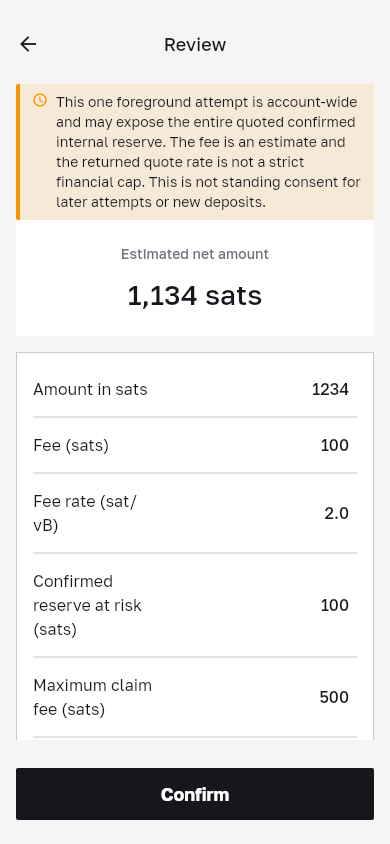 Review
This one foreground attempt is account-wide
and may expose the entire quoted confirmed
internal reserve. The fee is an estimate and
the returned quote rate is not a strict
financial cap. This is not standing consent for
later attempts or new deposits.
Estimated net amount
1,134 sats
Amount in sats 1234
Fee (sats) 100
Fee rate (sat/
vB) 2.0
Confirmed
reserve at risk
(sats) 100
Maximum claim
fee (sats) 500
Confirm